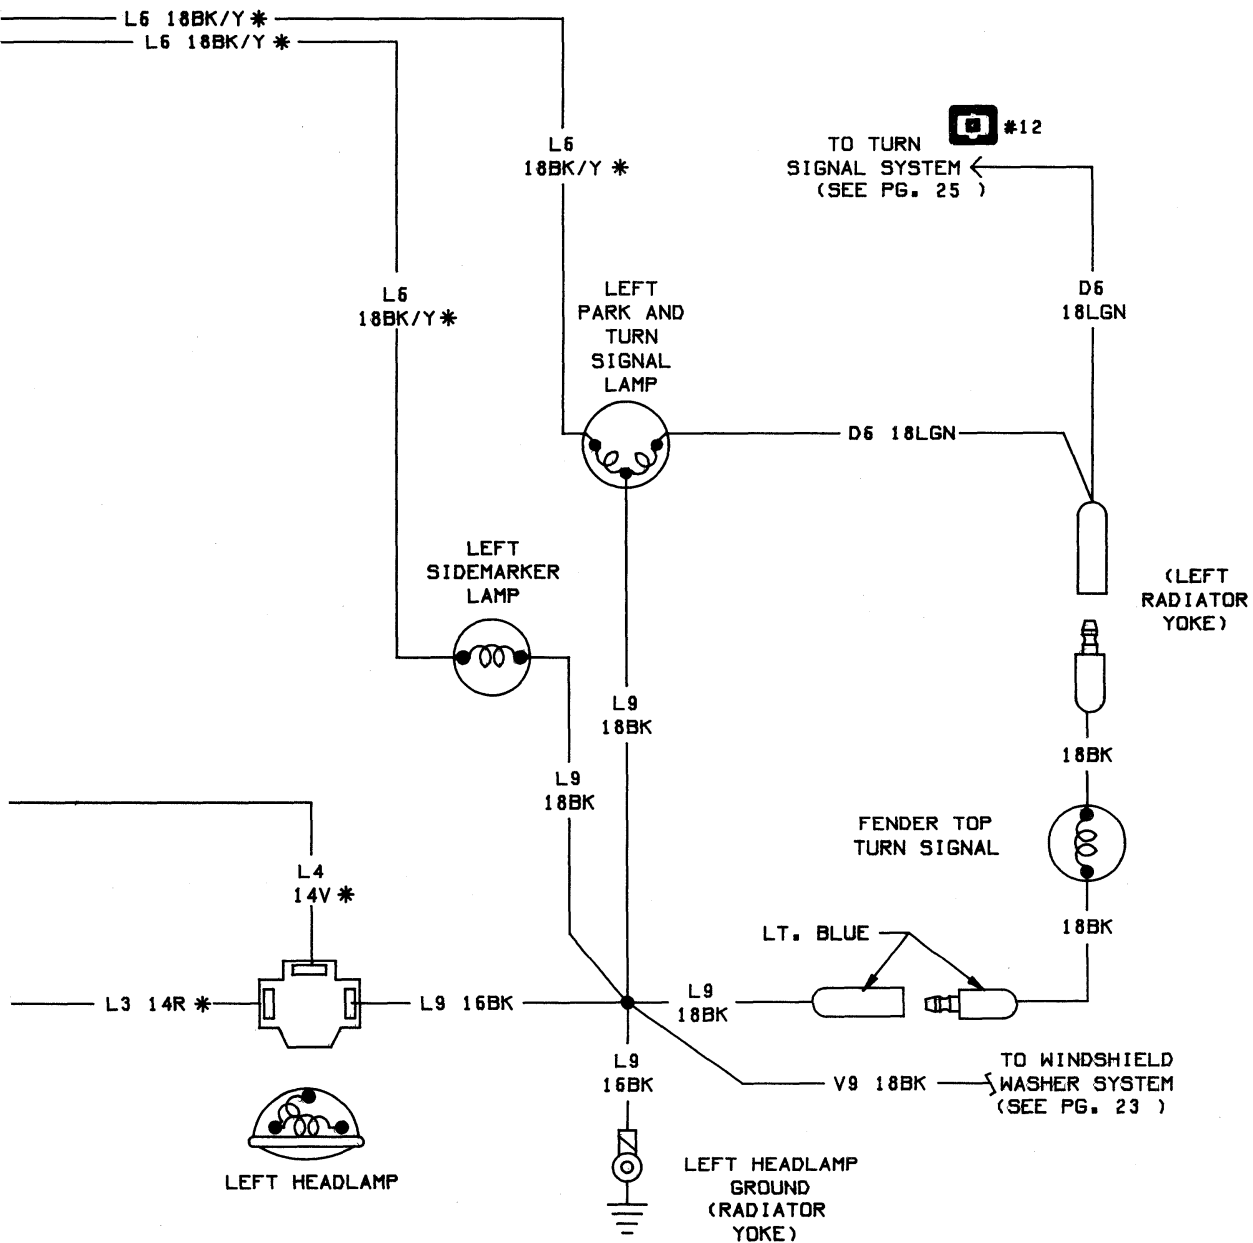 L6 18BK/Y *
L6 18BK/Y *
L6
18BK/Y *
#12
TO TURN
SIGNAL SYSTEM
(SEE PG. 25 )
L6
18BK/Y *
LEFT
PARK AND
TURN
SIGNAL
LAMP
D6
18LGN
D6 18LGN
LEFT
SIDEMARKER
LAMP
(LEFT
RADIATOR
YOKE)
L9
18BK
18BK
L9
18BK
FENDER TOP
TURN SIGNAL
L4
14V *
18BK
LT. BLUE
L3 14R *
L9 16BK
L9
18BK
L9
16BK
V9 18BK
TO WINDSHIELD
WASHER SYSTEM
(SEE PG. 23 )
LEFT HEADLAMP
LEFT HEADLAMP
GROUND
(RADIATOR
YOKE)